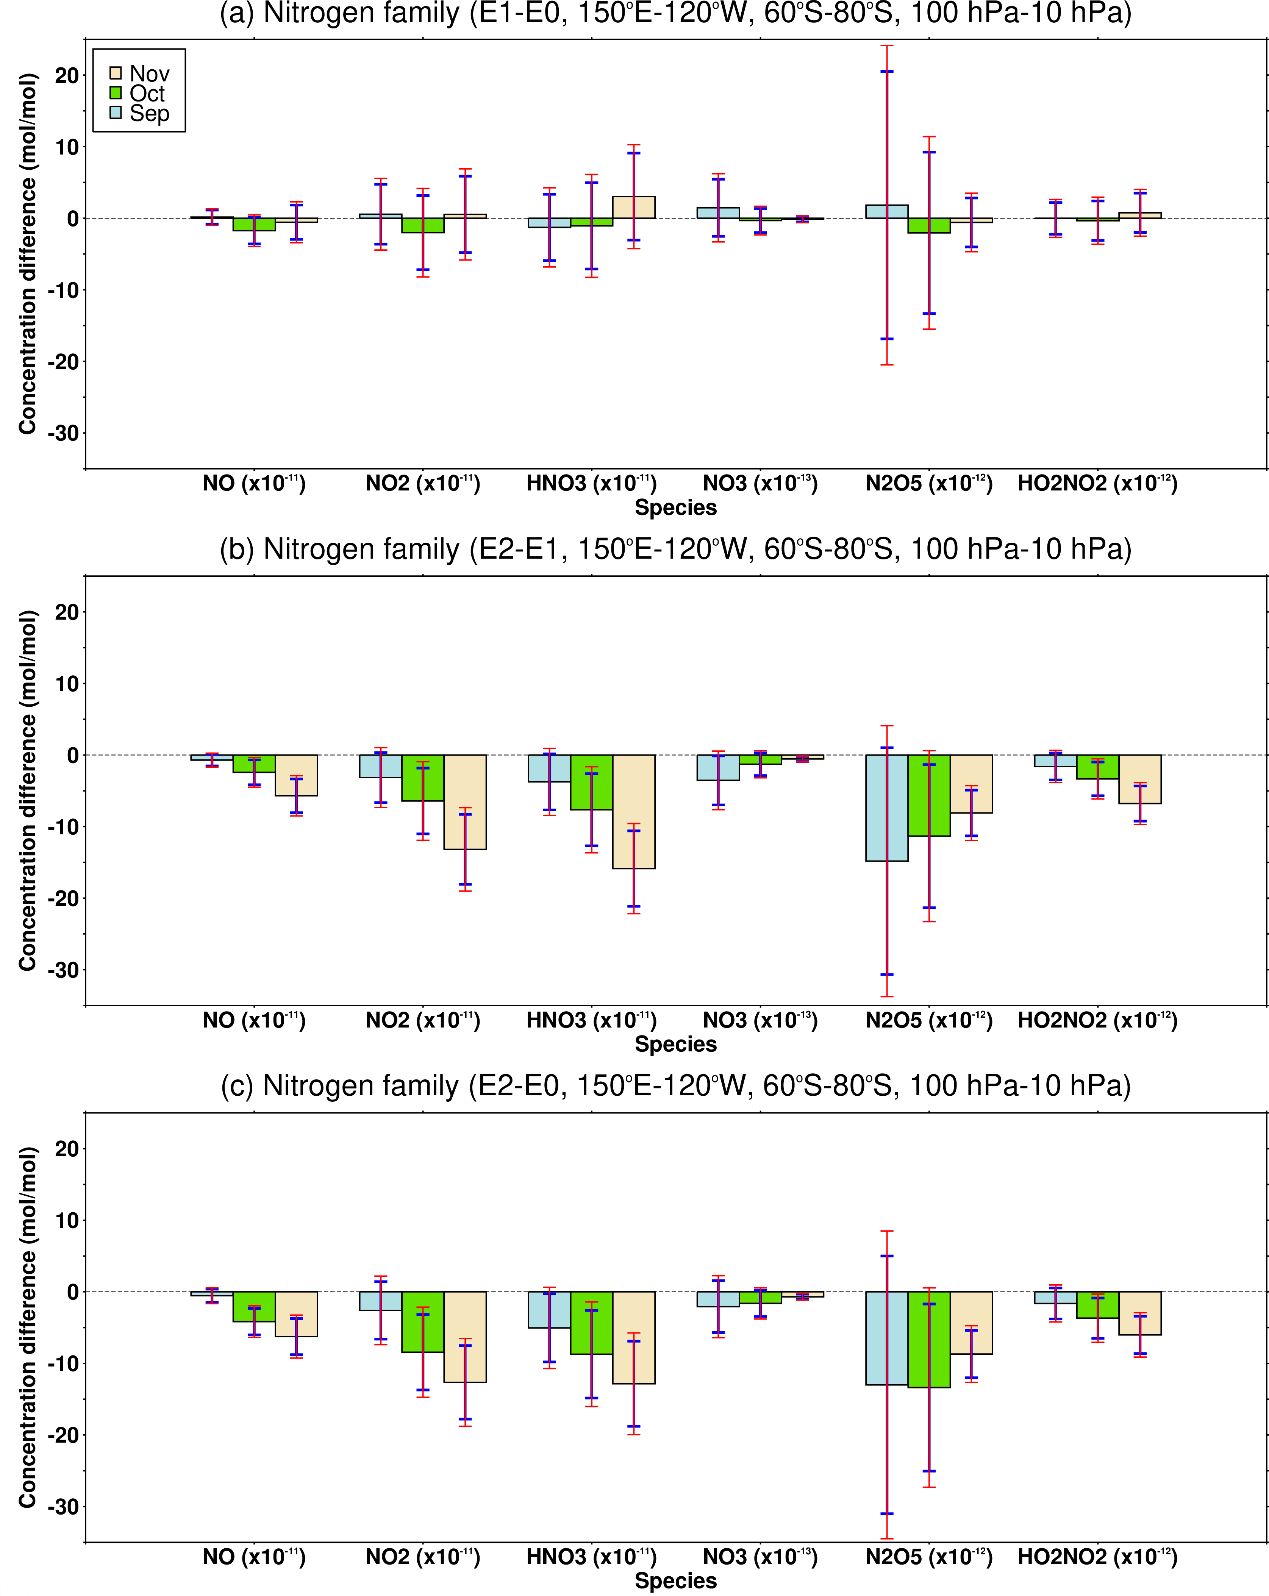 (a) Nitrogen family (E1-E0, 150°E-120°W, 60°S-80°S, 100 hPa-10 hPa)
Concentration difference (mol/mol)
20
10
0
-10
-20
-30
Nov
Oct
Sep
NO (x10⁻¹¹) NO2 (x10⁻¹¹) HNO3 (x10⁻¹¹) NO3 (x10⁻¹³) N2O5 (x10⁻¹²) HO2NO2 (x10⁻¹²)
Species
(b) Nitrogen family (E2-E1, 150°E-120°W, 60°S-80°S, 100 hPa-10 hPa)
Concentration difference (mol/mol)
20
10
0
-10
-20
-30
NO (x10⁻¹¹) NO2 (x10⁻¹¹) HNO3 (x10⁻¹¹) NO3 (x10⁻¹³) N2O5 (x10⁻¹²) HO2NO2 (x10⁻¹²)
Species
(c) Nitrogen family (E2-E0, 150°E-120°W, 60°S-80°S, 100 hPa-10 hPa)
Concentration difference (mol/mol)
20
10
0
-10
-20
-30
NO (x10⁻¹¹) NO2 (x10⁻¹¹) HNO3 (x10⁻¹¹) NO3 (x10⁻¹³) N2O5 (x10⁻¹²) HO2NO2 (x10⁻¹²)
Species